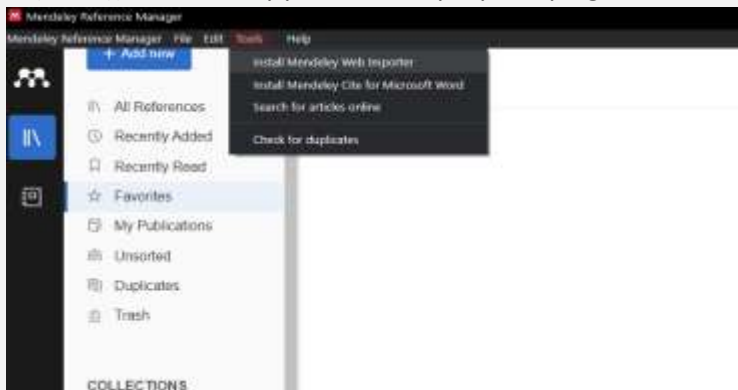 Mendeley Reference Manager
Mendeley Reference Manager File Edit Tools Help
+ Add new
Install Mendeley Web Importer
Install Mendeley Cite for Microsoft Word
Search for articles online
Check for duplicates
All References
Recently Added
Recently Read
Favorites
My Publications
Unsorted
Duplicates
Trash
COLLECTIONS